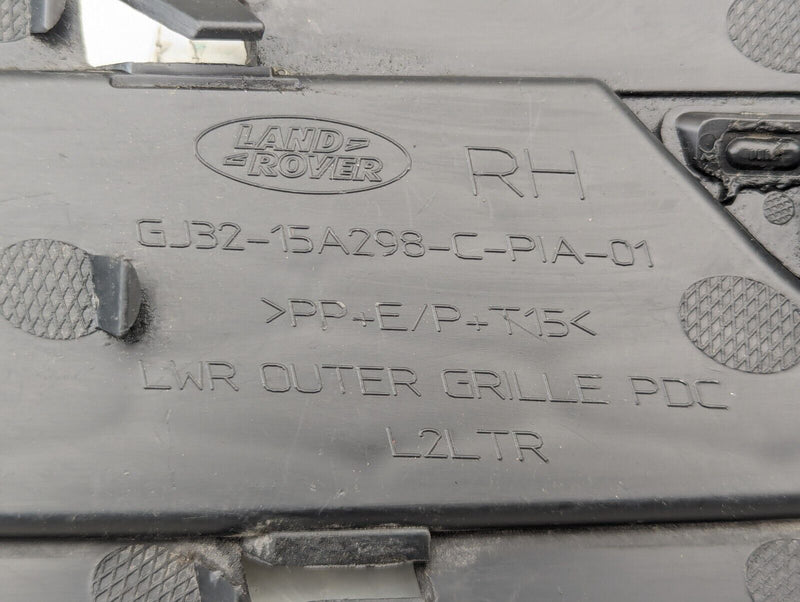 LAND
ROVER
RH
GJ32-15A298-C-PIA-01
>PP+E/P+T15<
LWR OUTER GRILLE PDC
L2LTR